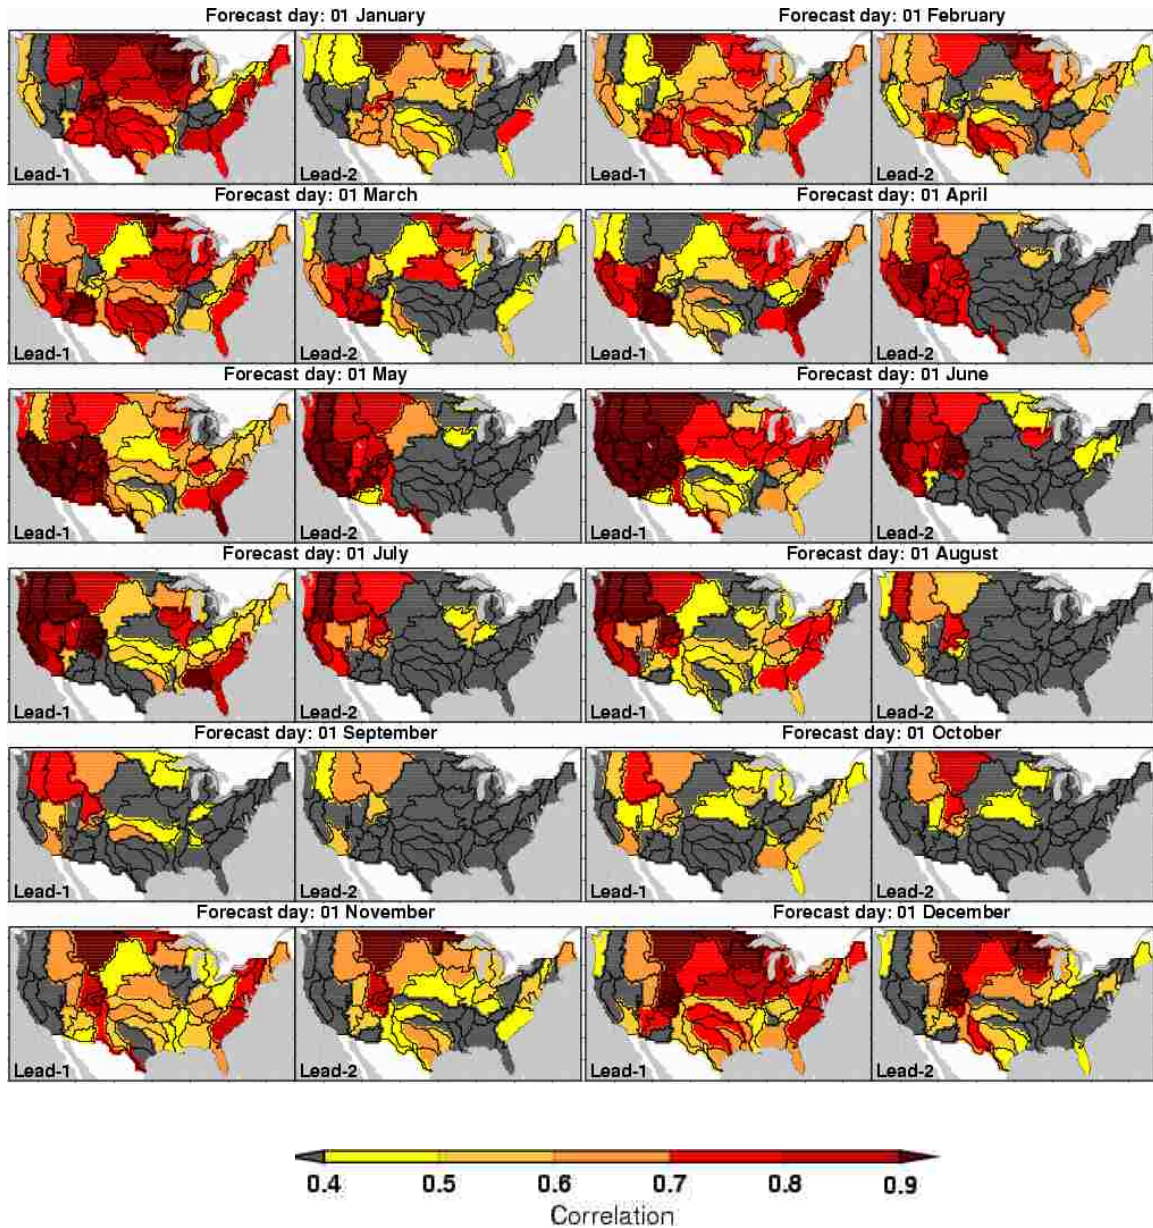 Forecast day: 01 January Forecast day: 01 February
Lead-1 Lead-2 Lead-1 Lead-2
Forecast day: 01 March Forecast day: 01 April
Lead-1 Lead-2 Lead-1 Lead-2
Forecast day: 01 May Forecast day: 01 June
Lead-1 Lead-2 Lead-1 Lead-2
Forecast day: 01 July Forecast day: 01 August
Lead-1 Lead-2 Lead-1 Lead-2
Forecast day: 01 September Forecast day: 01 October
Lead-1 Lead-2 Lead-1 Lead-2
Forecast day: 01 November Forecast day: 01 December
Lead-1 Lead-2 Lead-1 Lead-2
0.4 0.5 0.6 0.7 0.8 0.9
Correlation